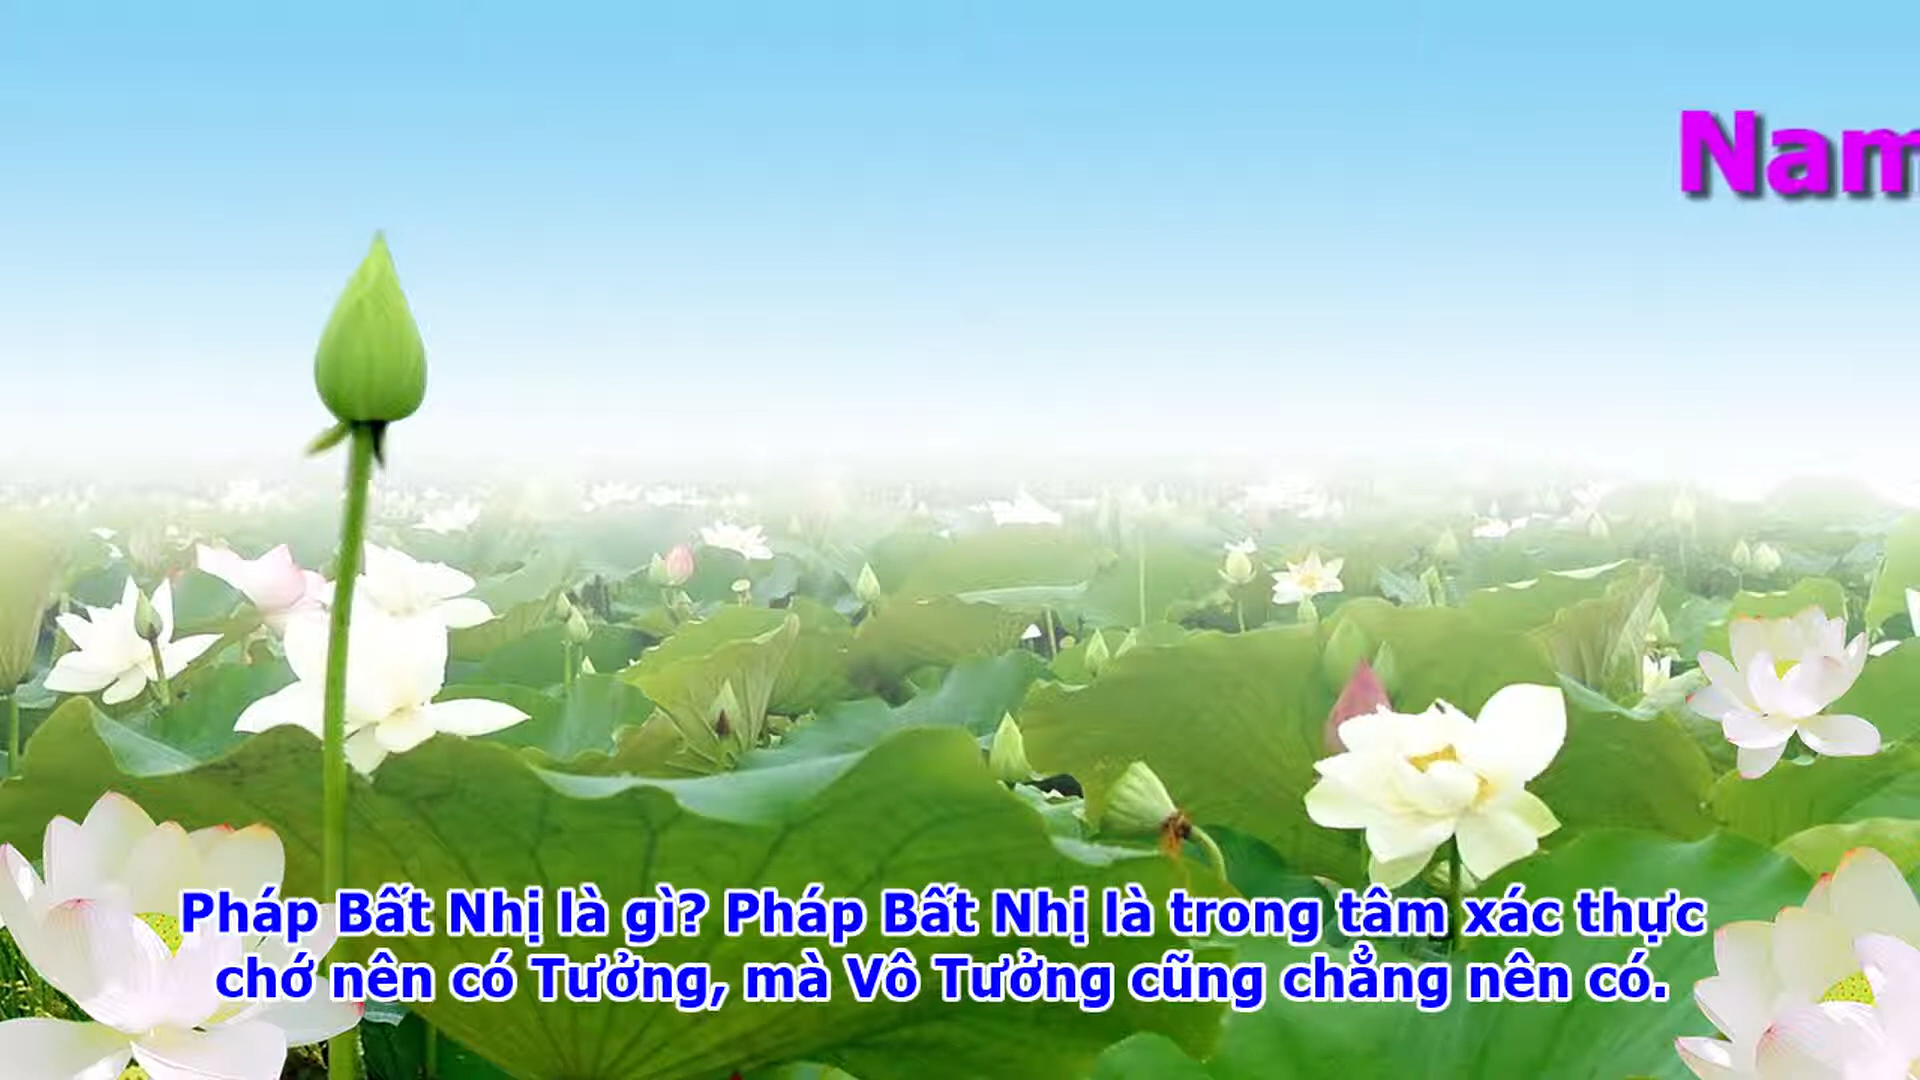 Nam
Pháp Bất Nhị là gì? Pháp Bất Nhị là trong tâm xác thực
chớ nên có Tưởng, mà Vô Tưởng cũng chẳng nên có.